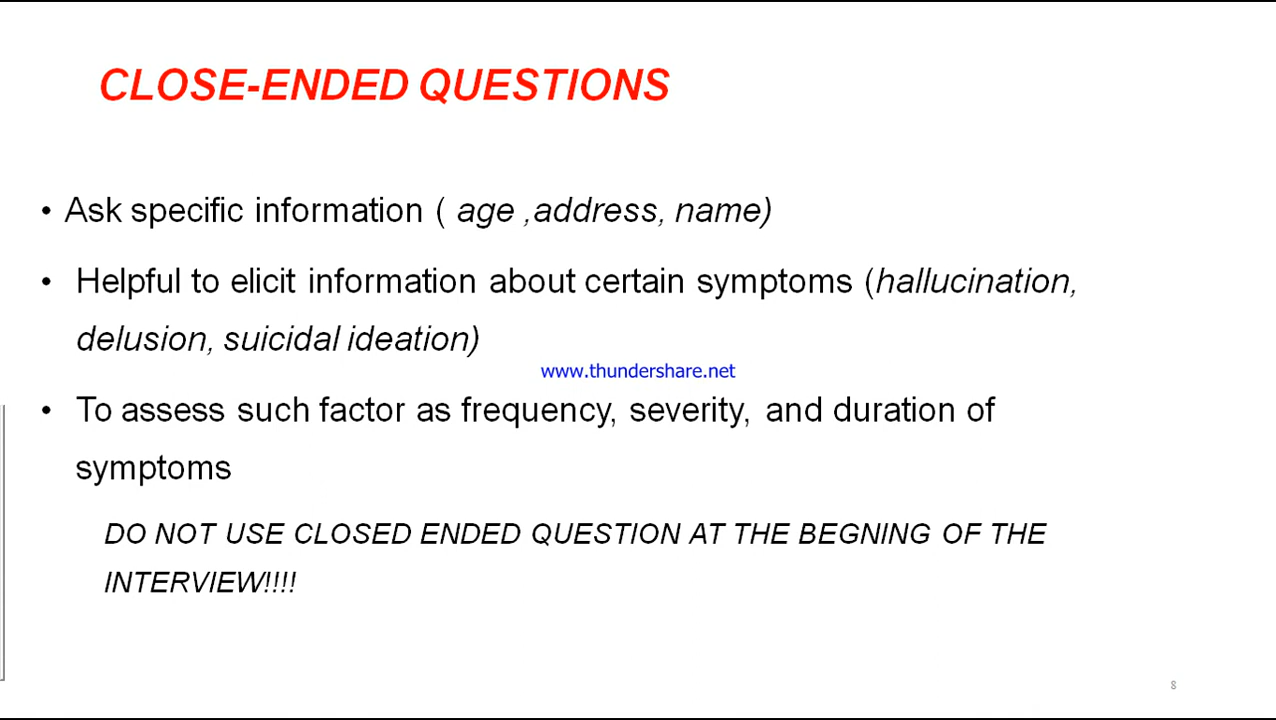 CLOSE-ENDED QUESTIONS
• Ask specific information ( age ,address, name)
• Helpful to elicit information about certain symptoms (hallucination,
delusion, suicidal ideation)
www.thundershare.net
• To assess such factor as frequency, severity, and duration of
symptoms
DO NOT USE CLOSED ENDED QUESTION AT THE BEGNING OF THE
INTERVIEW!!!!
8